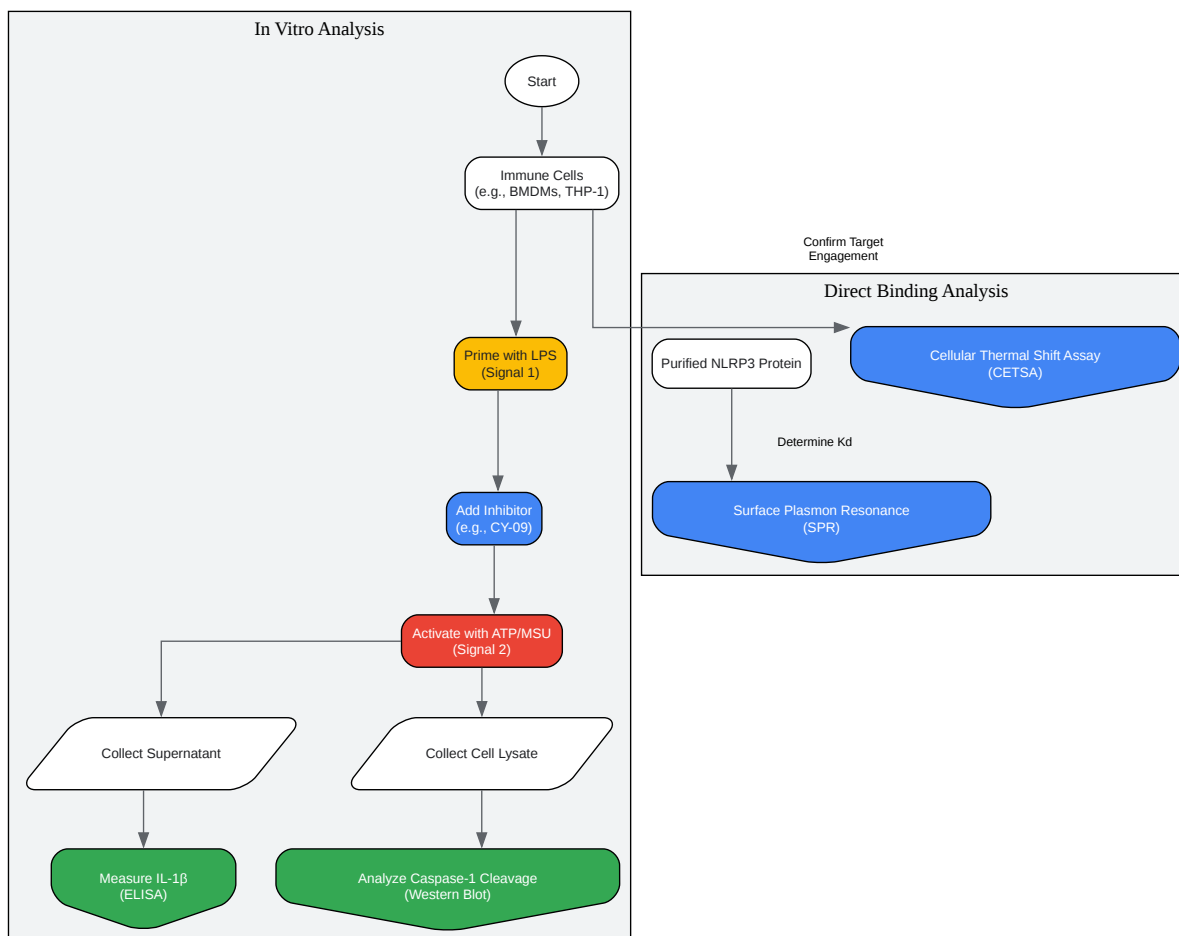 In Vitro Analysis
Start
Immune Cells
(e.g., BMDMs, THP-1)
Prime with LPS
(Signal 1)
Add Inhibitor
(e.g., CY-09)
Activate with ATP/MSU
(Signal 2)
Collect Supernatant
Collect Cell Lysate
Measure IL-1β
(ELISA)
Analyze Caspase-1 Cleavage
(Western Blot)
Confirm Target
Engagement
Direct Binding Analysis
Purified NLRP3 Protein
Cellular Thermal Shift Assay
(CETSA)
Determine Kd
Surface Plasmon Resonance
(SPR)